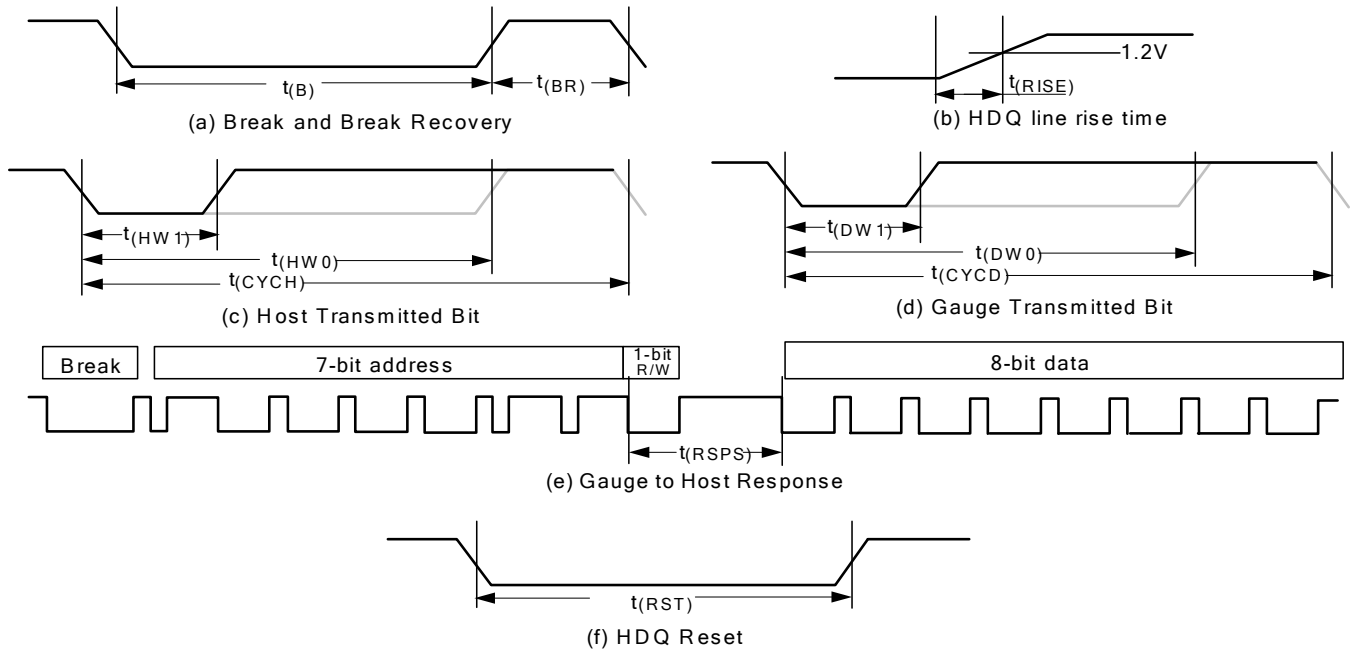 t(B)
t(BR)
(a) Break and Break Recovery
1.2V
t(RISE)
(b) HDQ line rise time
t(HW1)
t(HW0)
t(CYCH)
(c) Host Transmitted Bit
t(DW1)
t(DW0)
t(CYCD)
(d) Gauge Transmitted Bit
Break
7-bit address
1-bit
R/W
8-bit data
t(RSPS)
(e) Gauge to Host Response
t(RST)
(f) HDQ Reset